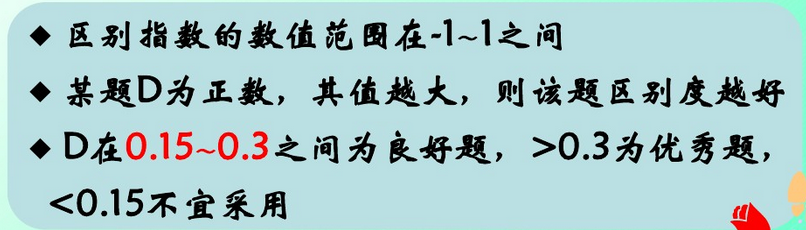 ◆ 区别指数的数值范围在-1~1之间
◆ 某题D为正数，其值越大，则该题区别度越好
◆ D在0.15~0.3之间为良好题，>0.3为优秀题，
<0.15不宜采用